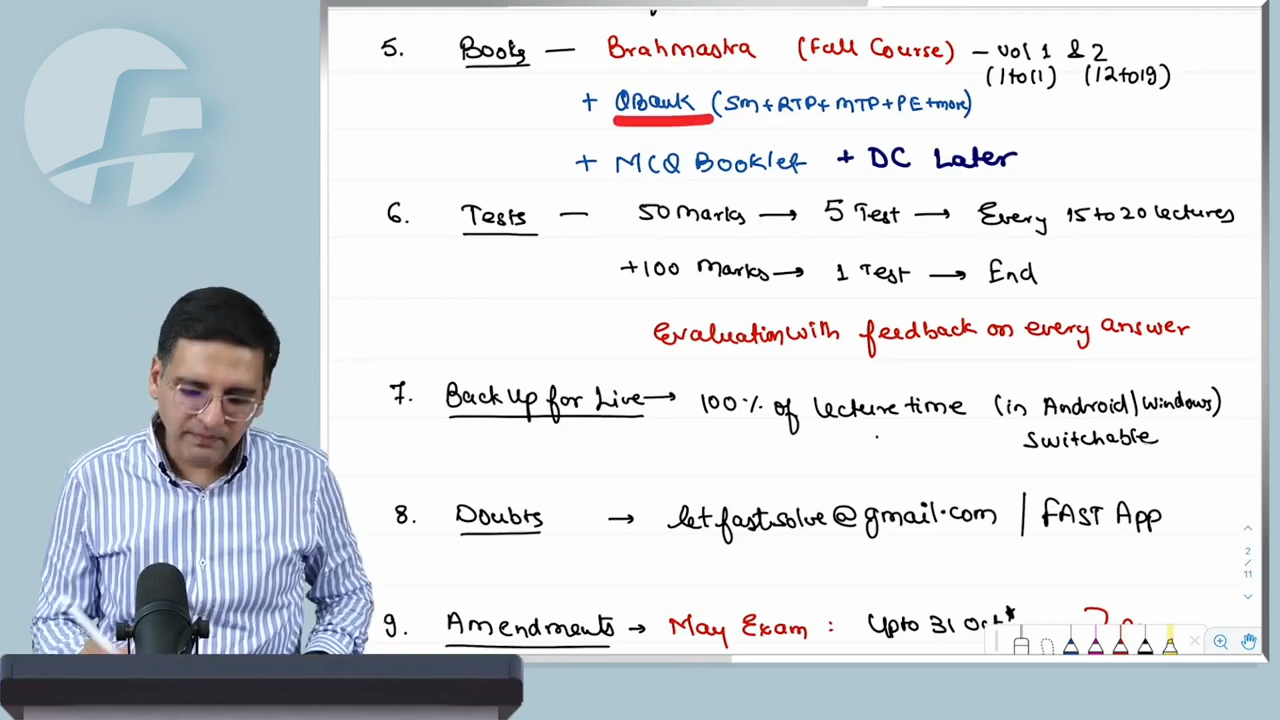 5. Books — Brahmastra (Full Course) — Vol 1 & 2
(1 to 11) (12 to 19)
+ QBank (SM + RTP + MTP + PE + more)
+ MCQ Booklet + DC Later
6. Tests — 50 Marks → 5 Test → Every 15 to 20 lectures
+100 Marks → 1 Test → End
Evaluation with feedback on every answer
7. Back Up for Live → 100% of lecture time (in Android/Windows)
Switchable
8. Doubts → letfastsolve@gmail.com | FAST App
9. Amendments → May Exam : Upto 31 Oct*
2
/
11